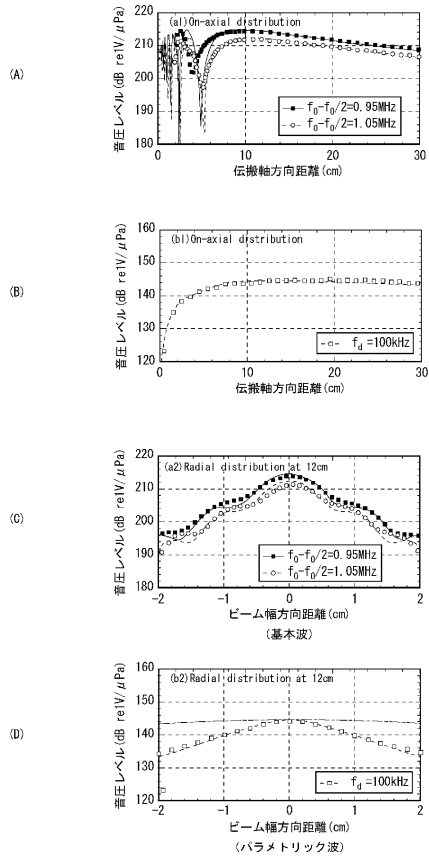 (A)
音圧レベル(dB re1V/μPa)
220
210
200
190
180
(a1)On-axial distribution
f₀-f₀/2=0.95MHz
f₀-f₀/2=1.05MHz
0 10 20 30
伝搬軸方向距離(cm)
(B)
音圧レベル(dB re1V/μPa)
160
150
140
130
120
(b1)On-axial distribution
f_d =100kHz
0 10 20 30
伝搬軸方向距離(cm)
(C)
音圧レベル(dB re1V/μPa)
220
210
200
190
180
(a2)Radial distribution at 12cm
f₀-f₀/2=0.95MHz
f₀-f₀/2=1.05MHz
-2 -1 0 1 2
ビーム幅方向距離(cm)
(基本波)
(D)
音圧レベル(dB re1V/μPa)
160
150
140
130
120
(b2)Radial distribution at 12cm
f_d =100kHz
-2 -1 0 1 2
ビーム幅方向距離(cm)
(パラメトリック波)